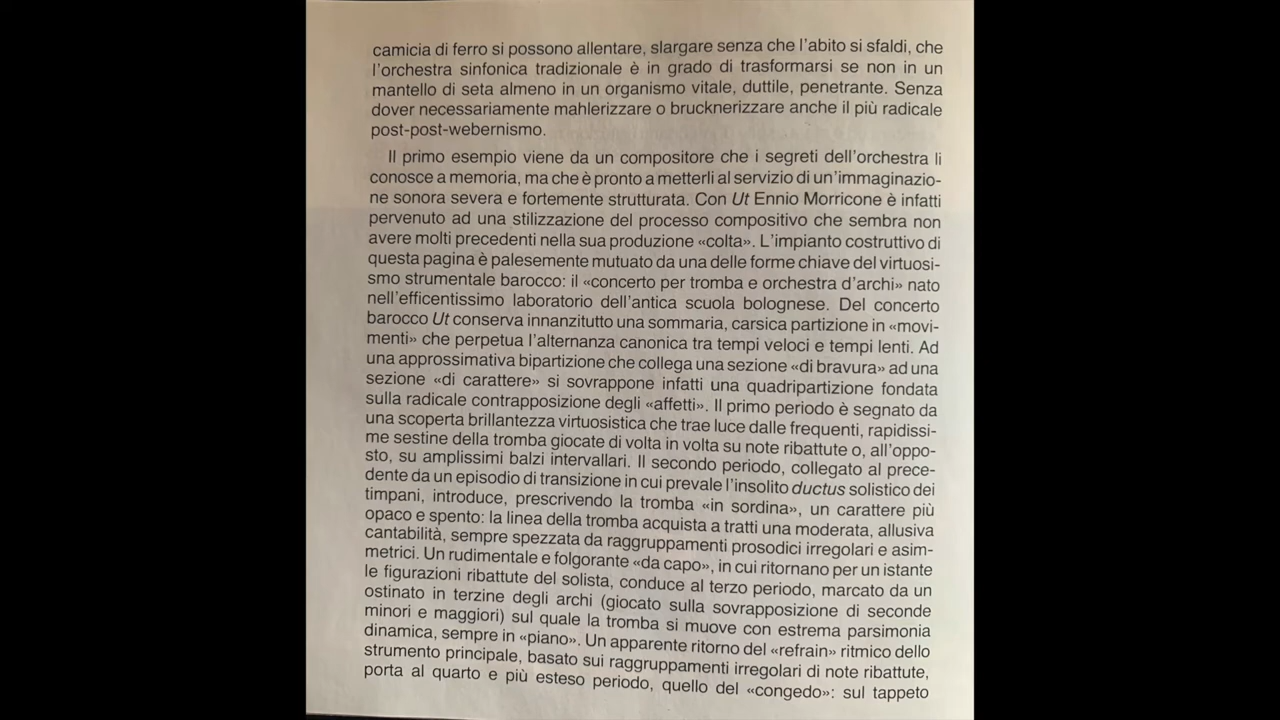 camicia di ferro si possono allentare, slargare senza che l'abito si sfaldi, che
l'orchestra sinfonica tradizionale è in grado di trasformarsi se non in un
mantello di seta almeno in un organismo vitale, duttile, penetrante. Senza
dover necessariamente mahlerizzare o brucknerizzare anche il più radicale
post-post-webernismo.
Il primo esempio viene da un compositore che i segreti dell'orchestra li
conosce a memoria, ma che è pronto a metterli al servizio di un'immaginazio-
ne sonora severa e fortemente strutturata. Con Ut Ennio Morricone è infatti
pervenuto ad una stilizzazione del processo compositivo che sembra non
avere molti precedenti nella sua produzione «colta». L'impianto costruttivo di
questa pagina è palesemente mutuato da una delle forme chiave del virtuosi-
smo strumentale barocco: il «concerto per tromba e orchestra d'archi» nato
nell'efficentissimo laboratorio dell'antica scuola bolognese. Del concerto
barocco Ut conserva innanzitutto una sommaria, carsica partizione in «movi-
menti» che perpetua l'alternanza canonica tra tempi veloci e tempi lenti. Ad
una approssimativa bipartizione che collega una sezione «di bravura» ad una
sezione «di carattere» si sovrappone infatti una quadripartizione fondata
sulla radicale contrapposizione degli «affetti». Il primo periodo è segnato da
una scoperta brillantezza virtuosistica che trae luce dalle frequenti, rapidissi-
me sestine della tromba giocate di volta in volta su note ribattute o, all'oppo-
sto, su amplissimi balzi intervallari. Il secondo periodo, collegato al prece-
dente da un episodio di transizione in cui prevale l'insolito ductus solistico dei
timpani, introduce, prescrivendo la tromba «in sordina», un carattere più
opaco e spento: la linea della tromba acquista a tratti una moderata, allusiva
cantabilità, sempre spezzata da raggruppamenti prosodici irregolari e asim-
metrici. Un rudimentale e folgorante «da capo», in cui ritornano per un istante
le figurazioni ribattute del solista, conduce al terzo periodo, marcato da un
ostinato in terzine degli archi (giocato sulla sovrapposizione di seconde
minori e maggiori) sul quale la tromba si muove con estrema parsimonia
dinamica, sempre in «piano». Un apparente ritorno del «refrain» ritmico dello
strumento principale, basato sui raggruppamenti irregolari di note ribattute,
porta al quarto e più esteso periodo, quello del «congedo»: sul tappeto